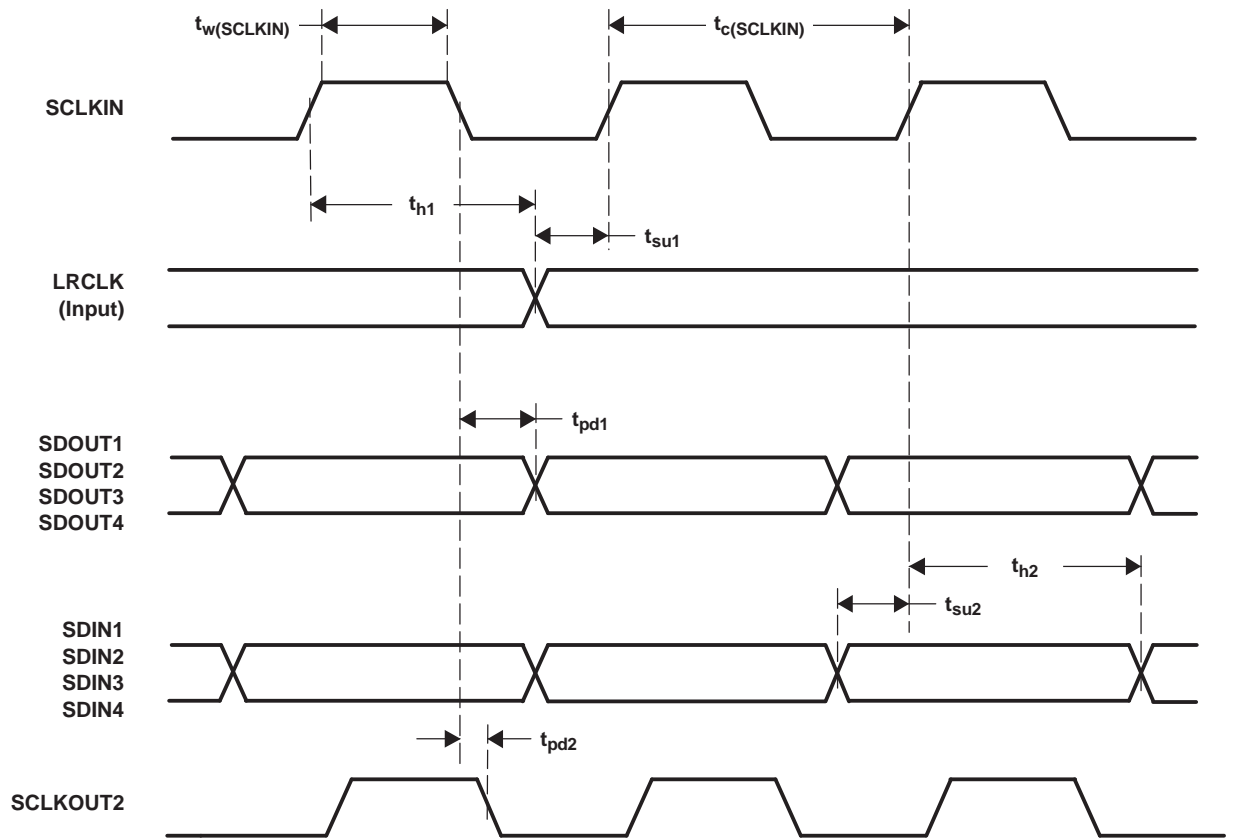 tw(SCLKIN)
tc(SCLKIN)
SCLKIN
th1
tsu1
LRCLK
(Input)
tpd1
SDOUT1
SDOUT2
SDOUT3
SDOUT4
th2
tsu2
SDIN1
SDIN2
SDIN3
SDIN4
tpd2
SCLKOUT2